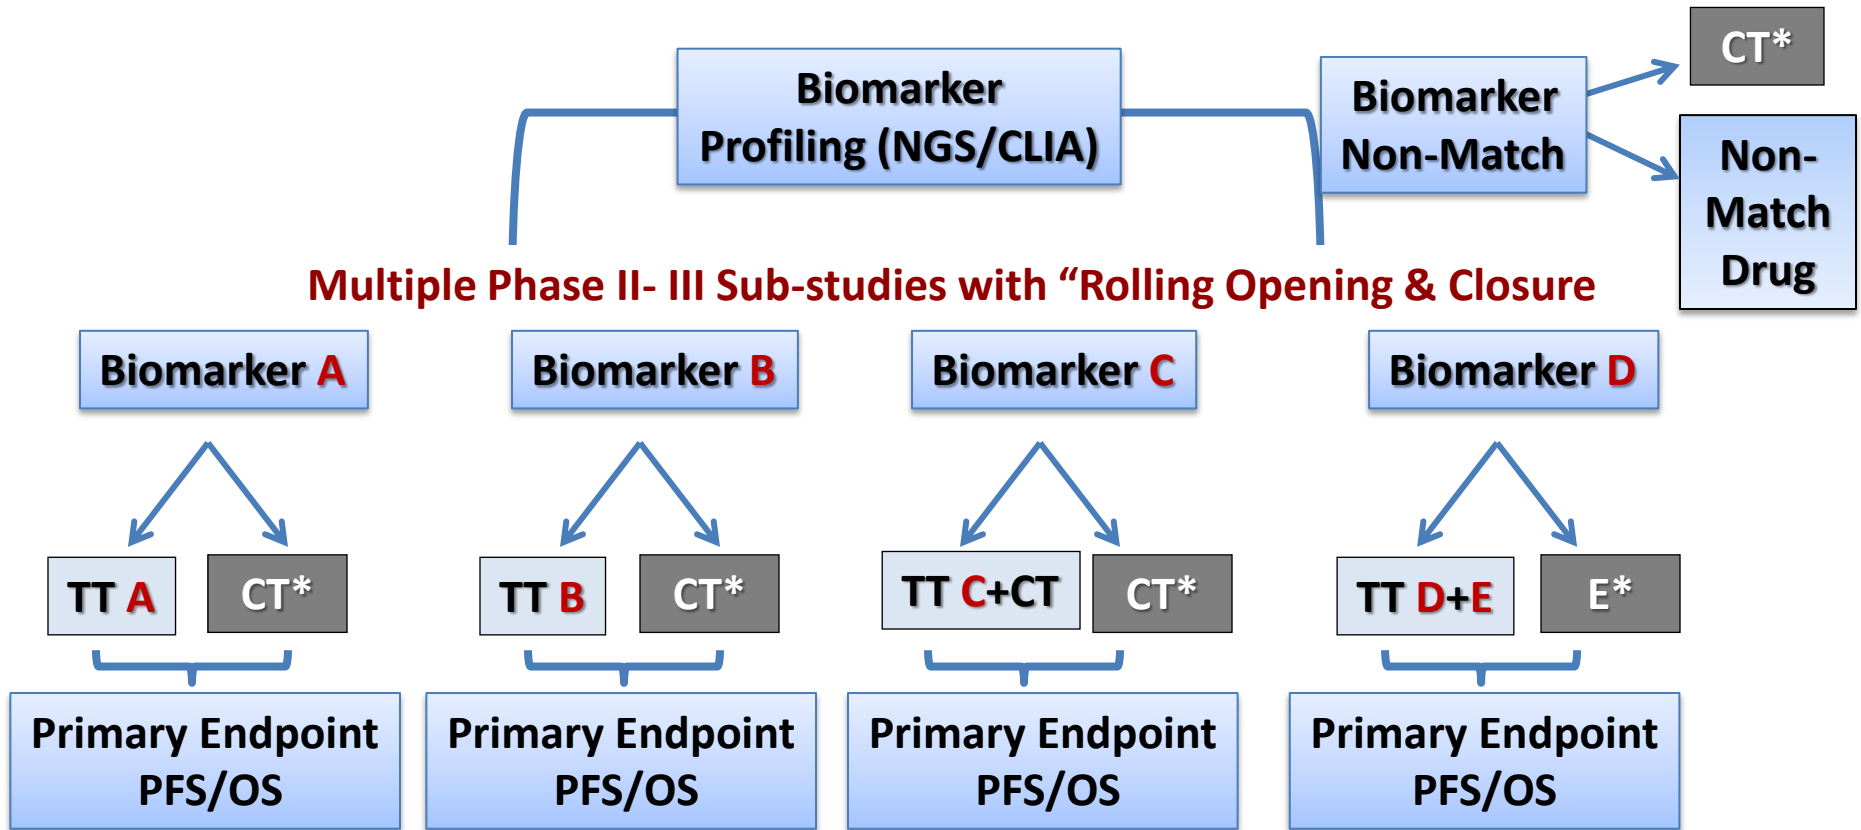 Biomarker
Profiling (NGS/CLIA)
Biomarker
Non-Match
CT*
Non-
Match
Drug
Multiple Phase II- III Sub-studies with “Rolling Opening & Closure
Biomarker A
Biomarker B
Biomarker C
Biomarker D
TT A
CT*
TT B
CT*
TT C+CT
CT*
TT D+E
E*
Primary Endpoint
PFS/OS
Primary Endpoint
PFS/OS
Primary Endpoint
PFS/OS
Primary Endpoint
PFS/OS